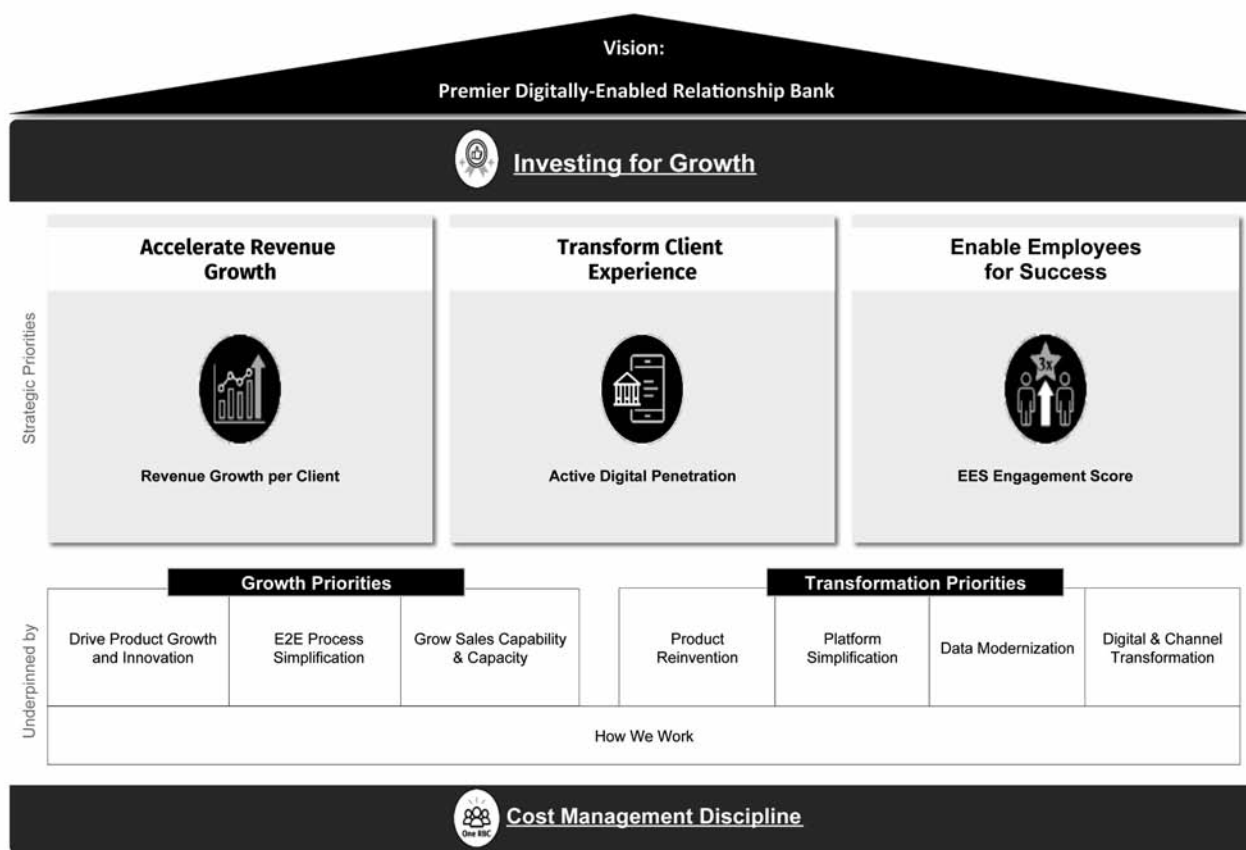 Vision:
Premier Digitally-Enabled Relationship Bank
Investing for Growth
Strategic Priorities
Accelerate Revenue
Growth
Revenue Growth per Client
Transform Client
Experience
Active Digital Penetration
Enable Employees
for Success
3x
EES Engagement Score
Underpinned by
Growth Priorities
Drive Product Growth
and Innovation
E2E Process
Simplification
Grow Sales Capability
& Capacity
Transformation Priorities
Product
Reinvention
Platform
Simplification
Data Modernization
Digital & Channel
Transformation
How We Work
One RBC
Cost Management Discipline